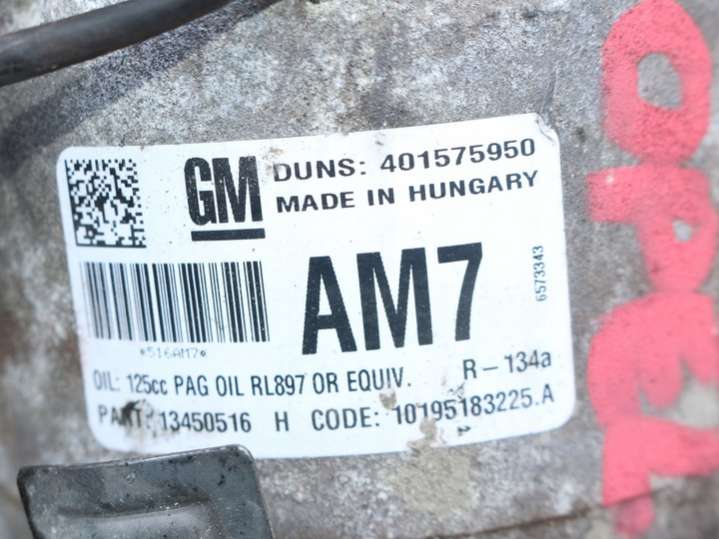 GM
DUNS: 401575950
MADE IN HUNGARY
AM7
6573343
*516AM7*
OIL: 125cc PAG OIL RL897 OR EQUIV. R-134a
PART: 13450516 H CODE: 10195183225.A
OPEL